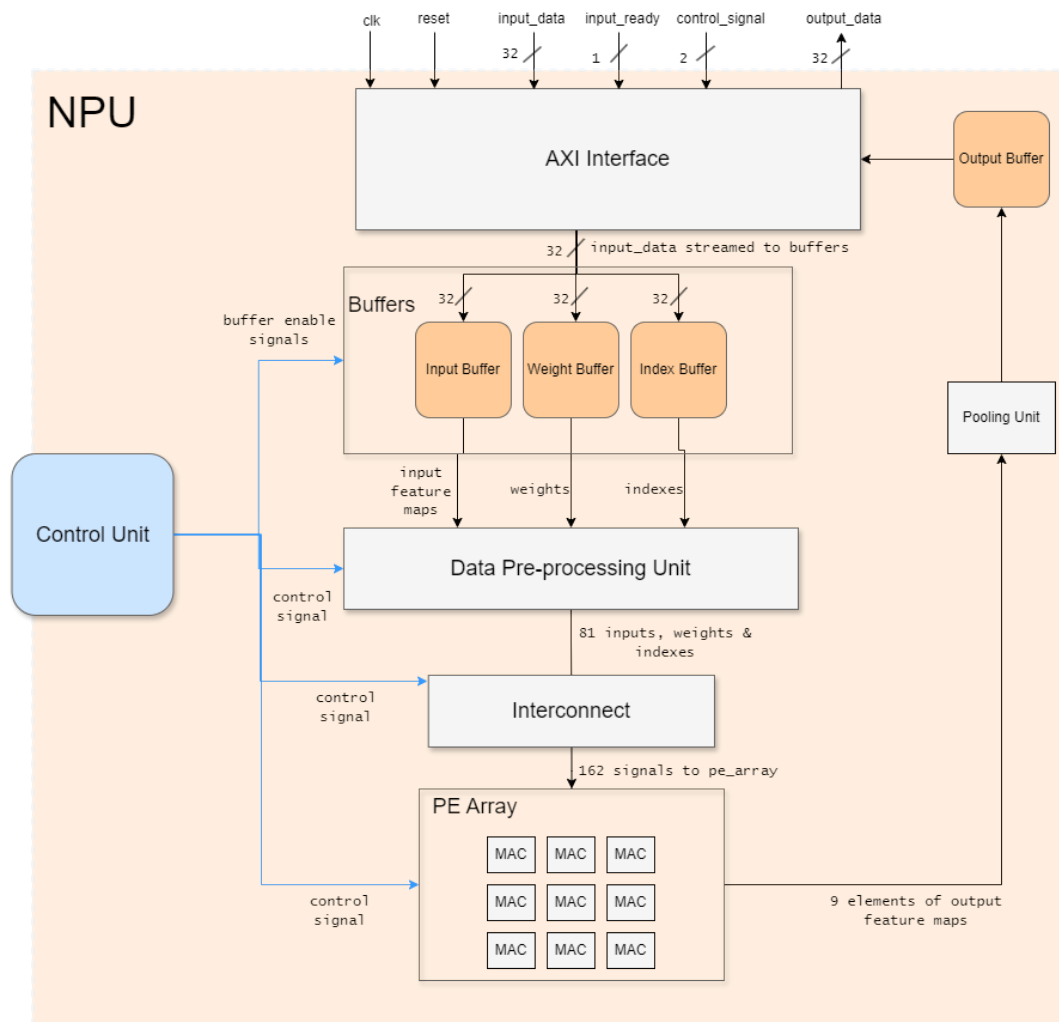 clk
reset
input_data
input_ready
control_signal
output_data
32
1
2
32
NPU
AXI Interface
Output Buffer
32
input_data streamed to buffers
Buffers
32
32
32
buffer enable
signals
Input Buffer
Weight Buffer
Index Buffer
Pooling Unit
input
feature
maps
weights
indexes
Control Unit
Data Pre-processing Unit
control
signal
81 inputs, weights &
indexes
control
signal
Interconnect
162 signals to pe_array
PE Array
MAC
MAC
MAC
MAC
MAC
MAC
MAC
MAC
MAC
control
signal
9 elements of output
feature maps